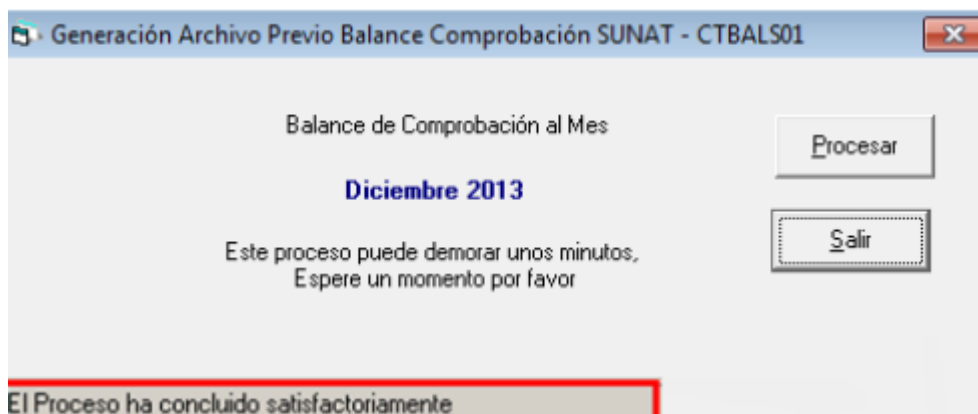 Generación Archivo Previo Balance Comprobación SUNAT - CTBALS01
Balance de Comprobación al Mes
Procesar
Diciembre 2013
Salir
Este proceso puede demorar unos minutos,
Espere un momento por favor
El Proceso ha concluido satisfactoriamente